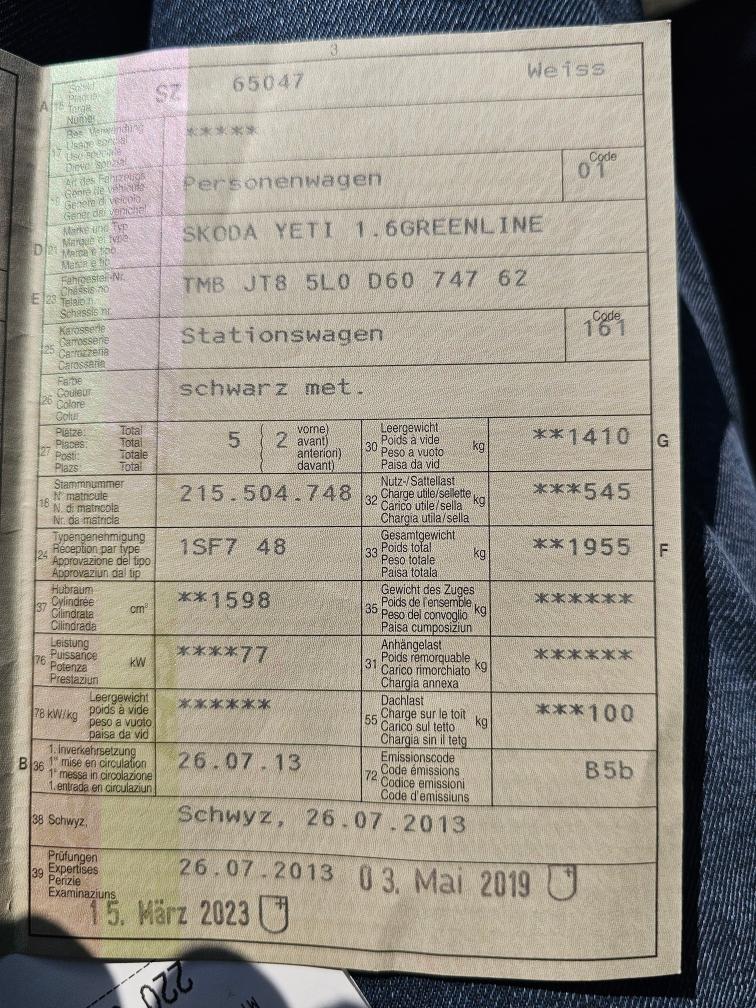 3
A 15 Schild
Plaque
Targa
Numer
SZ 65047 Weiss
17 Bes. Verwendung
Usage spécial
Uso speciale
Diever spezial
*****
19 Art des Fahrzeugs
Genre de véhicule
Genere di veicolo
Gener dal vehichel
Personenwagen
Code
01
D 21 Marke und Typ
Marque et type
Marca e tipo
Marca e tip
SKODA YETI 1.6GREENLINE
E 23 Fahrgestell-Nr.
Châssis no
Telaio n.
Schassis nr.
TMB JT8 5L0 D60 747 62
25 Karosserie
Carrosserie
Carrozzeria
Carossaria
Stationswagen
Code
161
26 Farbe
Couleur
Colore
Colur
schwarz met.
27 Plätze: Total
Places: Total
Posti: Totale
Plazs: Total
5 ( 2 vorne)
avant)
anteriori)
davant)
30 Leergewicht
Poids à vide
Peso a vuoto
Paisa da vid
kg
**1410 G
18 Stammnummer
N° matricule
N. di matricola
Nr. da matricla
215.504.748
32 Nutz-/Sattellast
Charge utile/sellette
Carico utile/sella
Chargia utila/sella
kg
***545
24 Typengenehmigung
Réception par type
Approvazione del tipo
Approvaziun dal tip
1SF7 48
33 Gesamtgewicht
Poids total
Peso totale
Paisa totala
kg
**1955 F
37 Hubraum
Cylindrée
Cilindrata
Cilindrada
cm³
**1598
35 Gewicht des Zuges
Poids de l'ensemble
Peso del convoglio
Paisa cumposiziun
kg
******
76 Leistung
Puissance
Potenza
Prestaziun
kW
****77
31 Anhängelast
Poids remorquable
Carico rimorchiato
Chargia annexa
kg
******
78 kW/kg Leergewicht
poids à vide
peso a vuoto
paisa da vid
******
55 Dachlast
Charge sur le toit
Carico sul tetto
Chargia sin il tetg
kg
***100
B 36 1. Inverkehrsetzung
1re mise en circulation
1a messa in circolazione
1. entrada en circulaziun
26.07.13
72 Emissionscode
Code émissions
Codice emissioni
Code d'emissiuns
B5b
38 Schwyz,
Schwyz, 26.07.2013
39 Prüfungen
Expertises
Perizie
Examinaziuns
26.07.2013 03. Mai 2019
15. März 2023
220